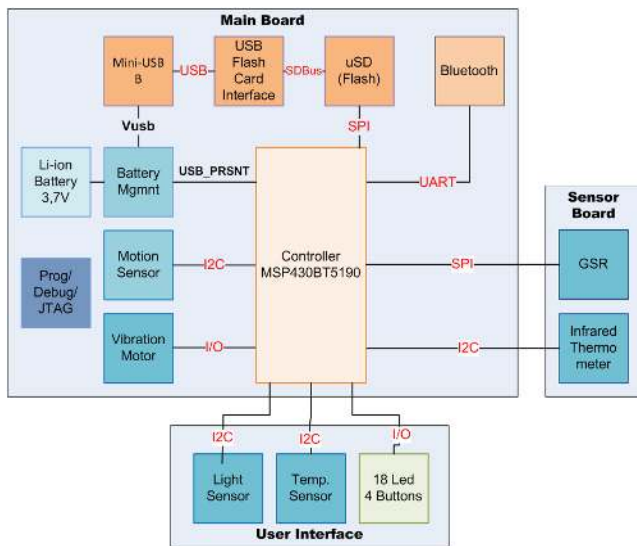 Main Board
Mini-USB
B
USB
USB
Flash
Card
Interface
SDBus
uSD
(Flash)
Bluetooth
Vusb
SPI
Li-ion
Battery
3,7V
Battery
Mgmnt
USB_PRSNT
UART
Controller
MSP430BT5190
Sensor
Board
Prog/
Debug/
JTAG
Motion
Sensor
I2C
SPI
GSR
Vibration
Motor
I/O
I2C
Infrared
Thermo
meter
I2C
I2C
I/O
Light
Sensor
Temp.
Sensor
18 Led
4 Buttons
User Interface